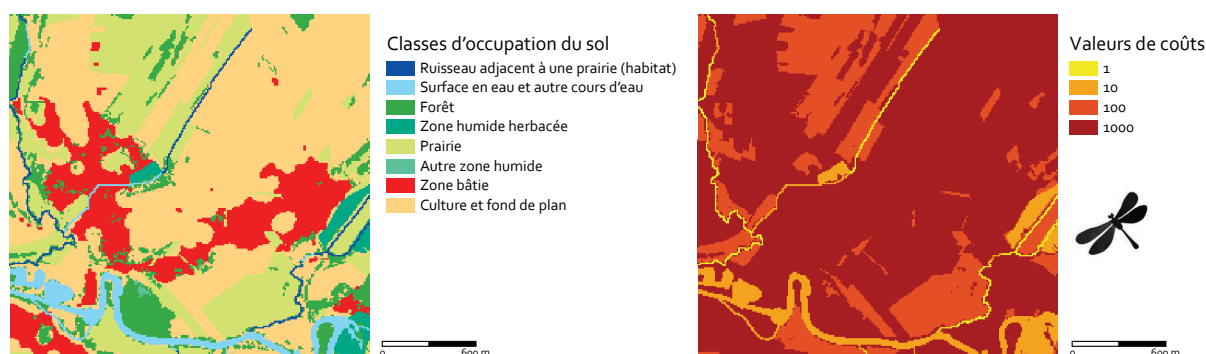 Classes d'occupation du sol
Ruisseau adjacent à une prairie (habitat)
Surface en eau et autre cours d'eau
Forêt
Zone humide herbacée
Prairie
Autre zone humide
Zone bâtie
Culture et fond de plan
0 600 m
Valeurs de coûts
1
10
100
1000
0 600 m